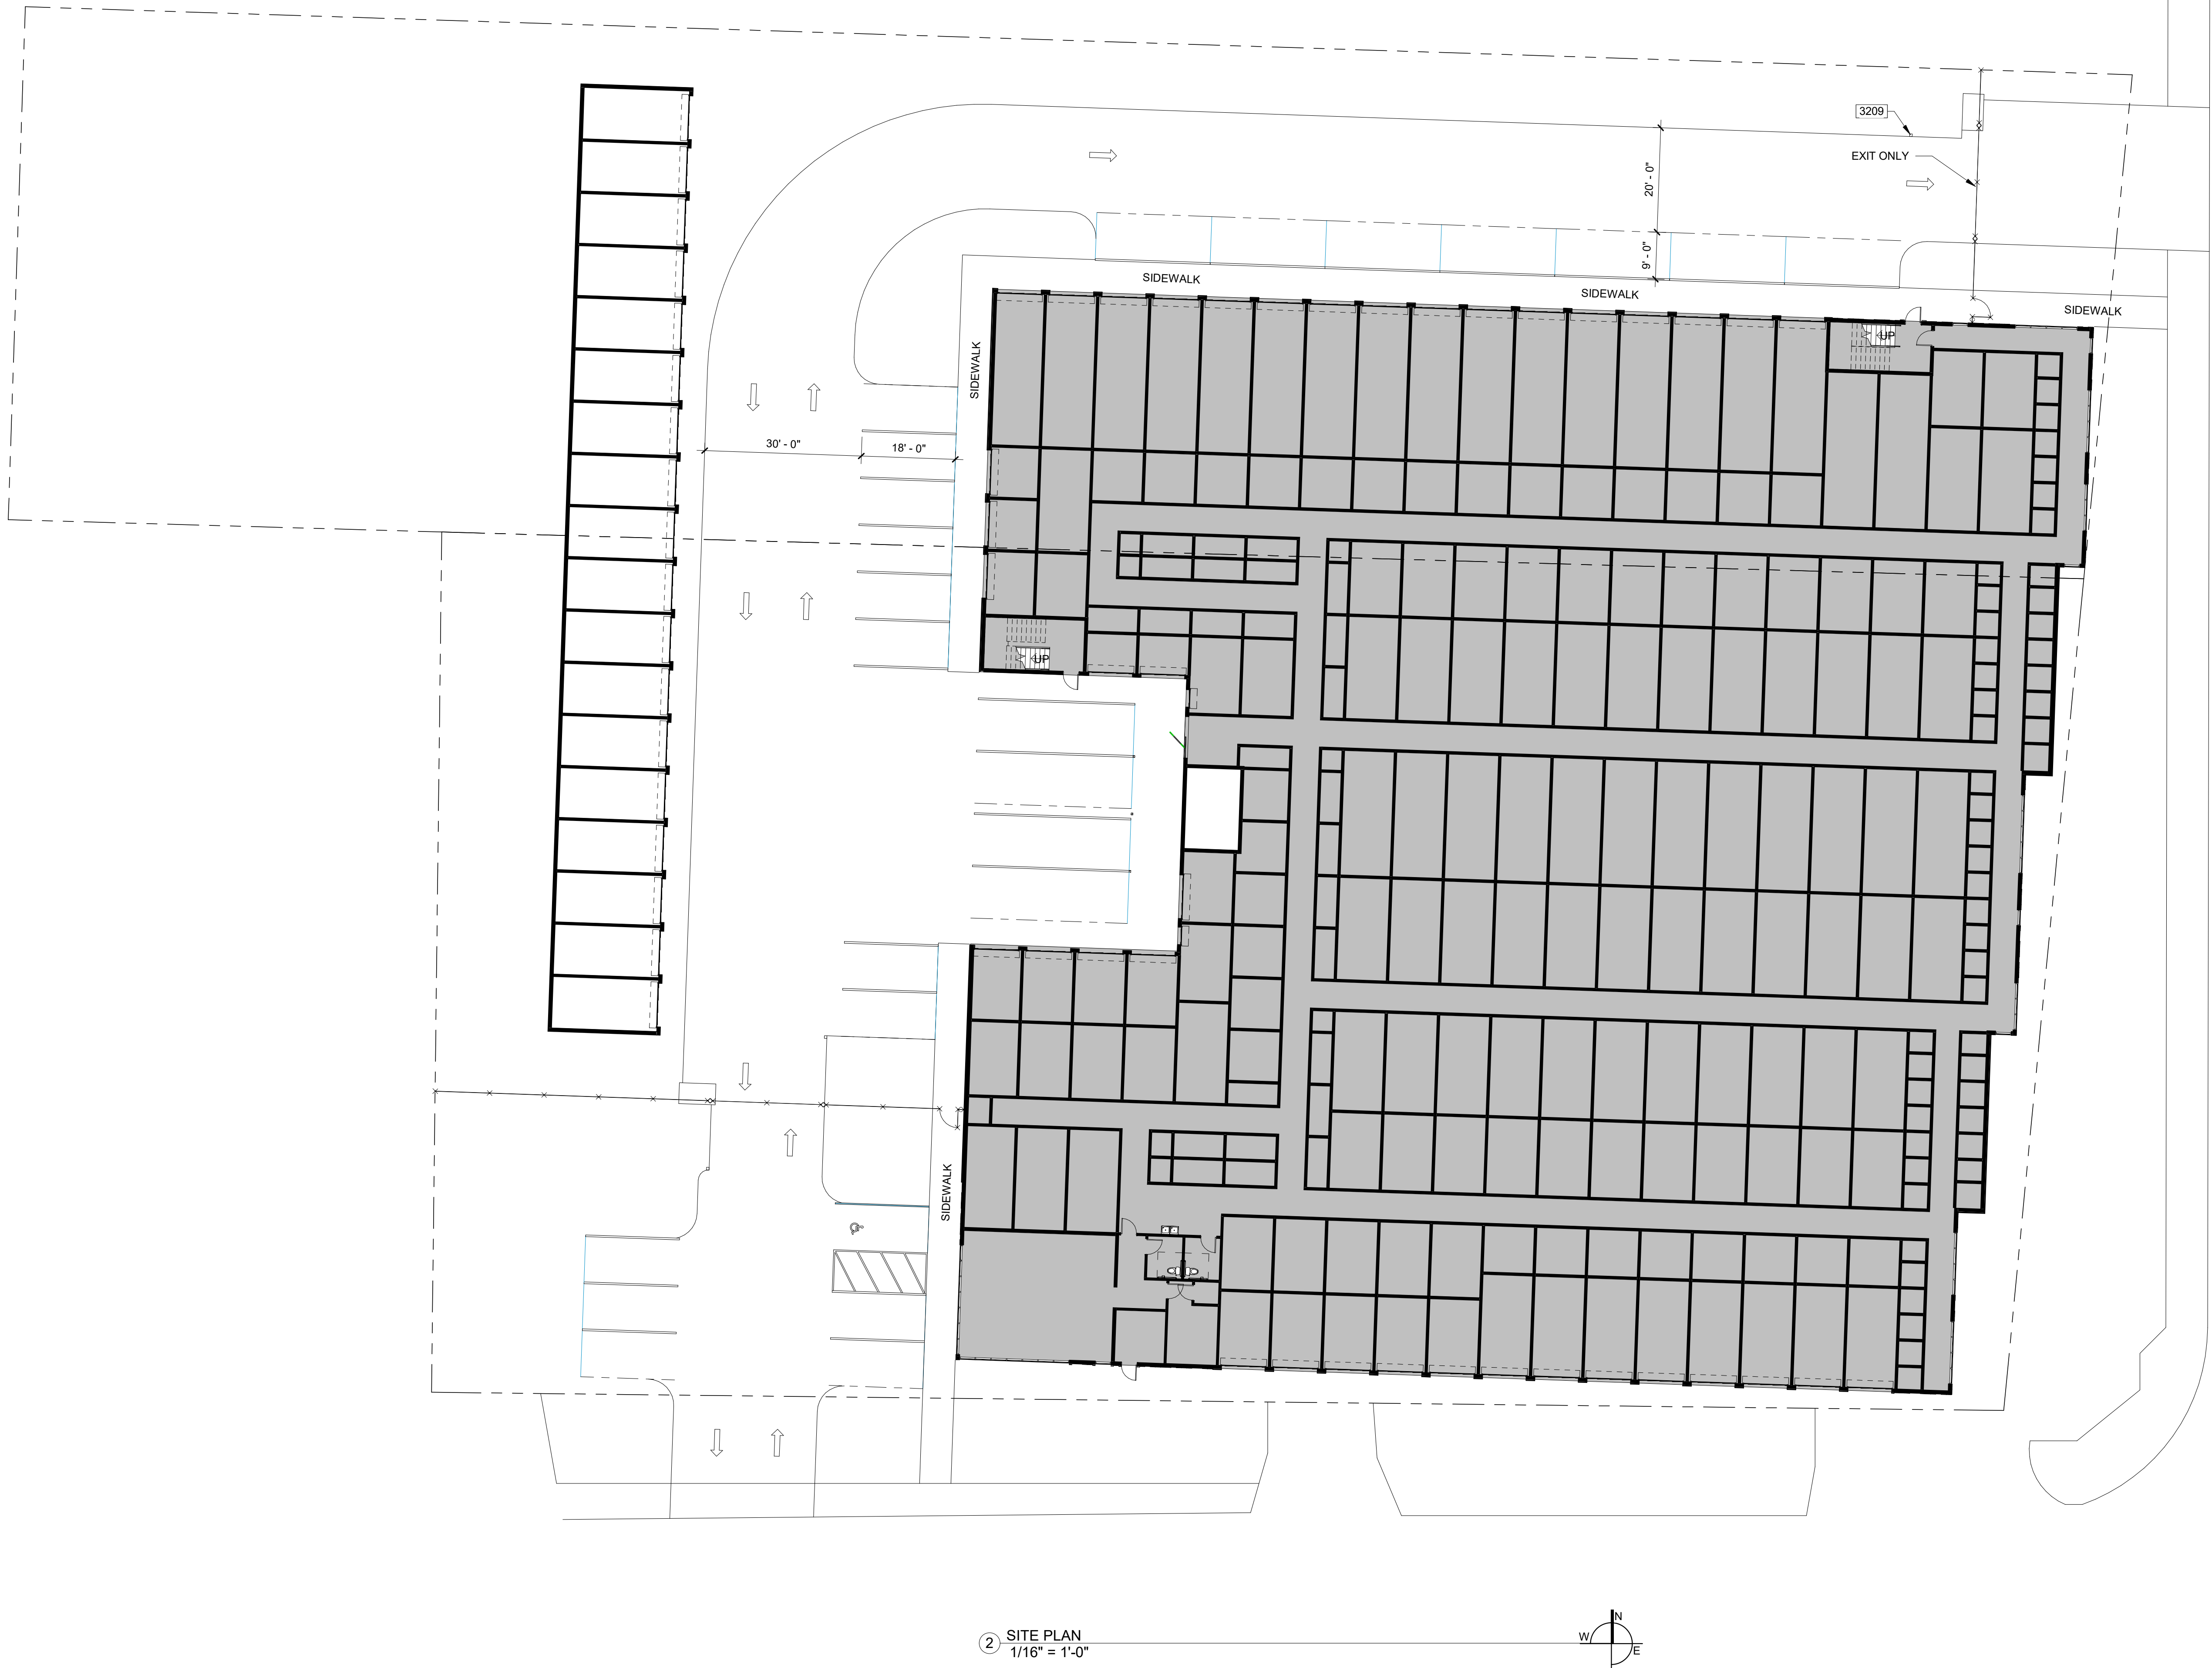 3209
EXIT ONLY
20' - 0"
9' - 0"
SIDEWALK
SIDEWALK
SIDEWALK
UP
SIDEWALK
30' - 0"
18' - 0"
UP
SIDEWALK
2
SITE PLAN
1/16" = 1'-0"
N
W
E